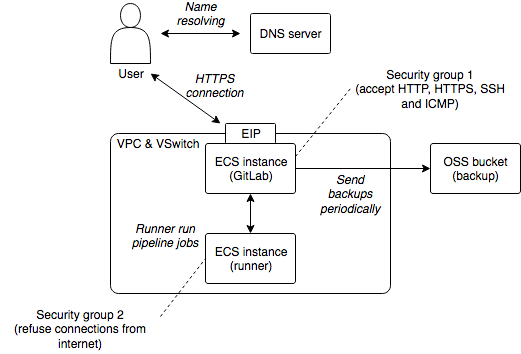 Name
resolving
DNS server
User
HTTPS
connection
Security group 1
(accept HTTP, HTTPS, SSH
and ICMP)
EIP
VPC & VSwitch
ECS instance
(GitLab)
OSS bucket
(backup)
Send
backups
periodically
Runner run
pipeline jobs
ECS instance
(runner)
Security group 2
(refuse connections from
internet)